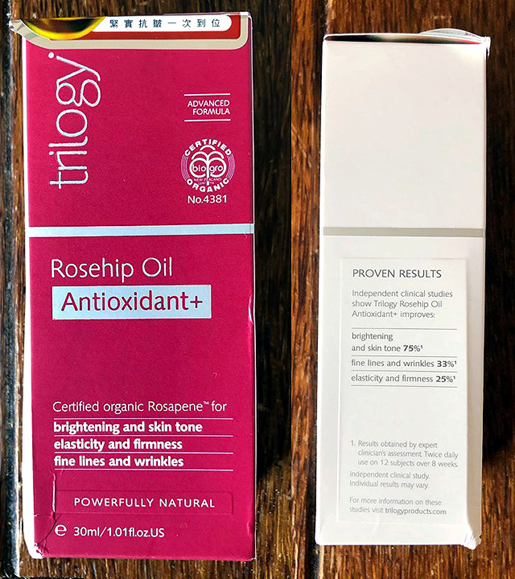 緊實抗皺一次到位
trilogy
ADVANCED
FORMULA
CERTIFIED
bio gro
NEW ZEALAND
ORGANIC
No.4381
Rosehip Oil
Antioxidant+
Certified organic Rosapene™ for
brightening and skin tone
elasticity and firmness
fine lines and wrinkles
POWERFULLY NATURAL
℮ 30ml/1.01fl.oz.US
PROVEN RESULTS
Independent clinical studies
show Trilogy Rosehip Oil
Antioxidant+ improves:
brightening
and skin tone 75%¹
fine lines and wrinkles 33%¹
elasticity and firmness 25%¹
1. Results obtained by expert
clinician's assessment. Twice daily
use on 12 subjects over 8 weeks
Independent clinical study.
Individual results may vary.
For more information on these
studies visit trilogyproducts.com